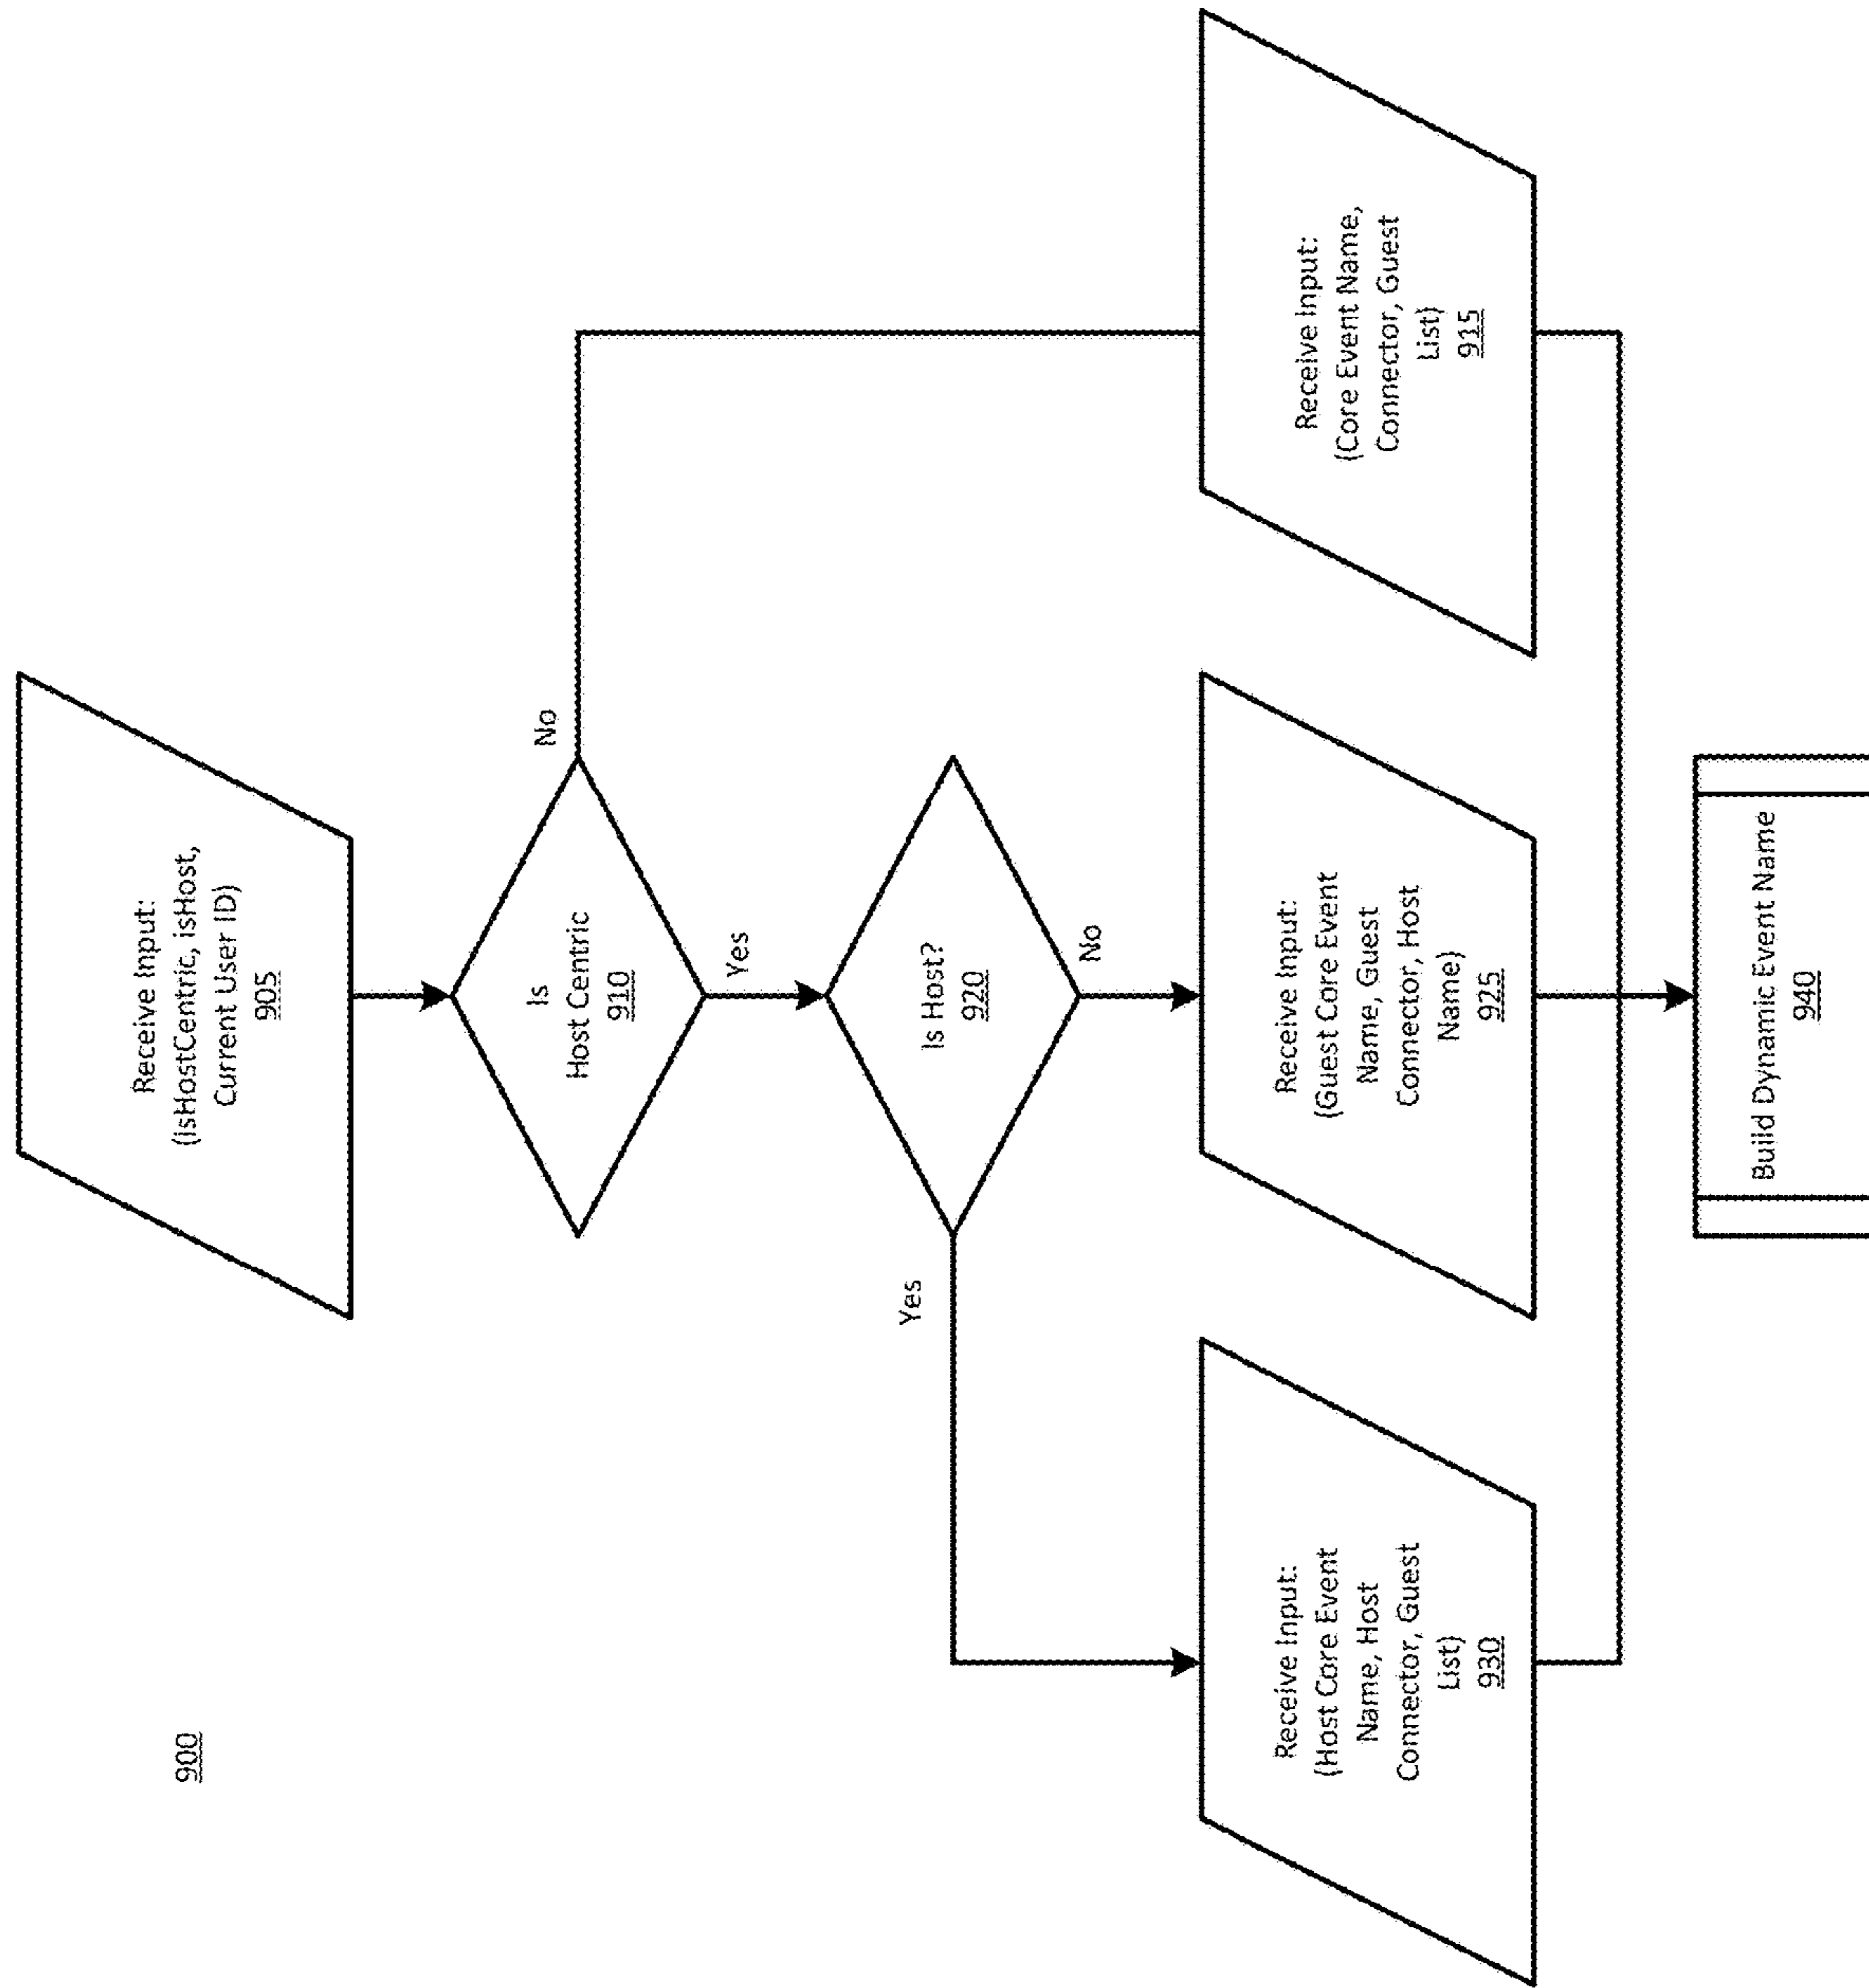 900
Receive Input:
(isHostCentric, isHost,
Current User ID)
905
Is
Host Centric
910
No
Yes
Is Host?
920
Yes
No
Receive Input:
(Host Core Event
Name, Host
Connector, Guest
List)
930
Receive Input:
(Guest Core Event
Name, Guest
Connector, Host
Name)
925
Receive Input:
(Core Event Name,
Connector, Guest
List)
915
Build Dynamic Event Name
940